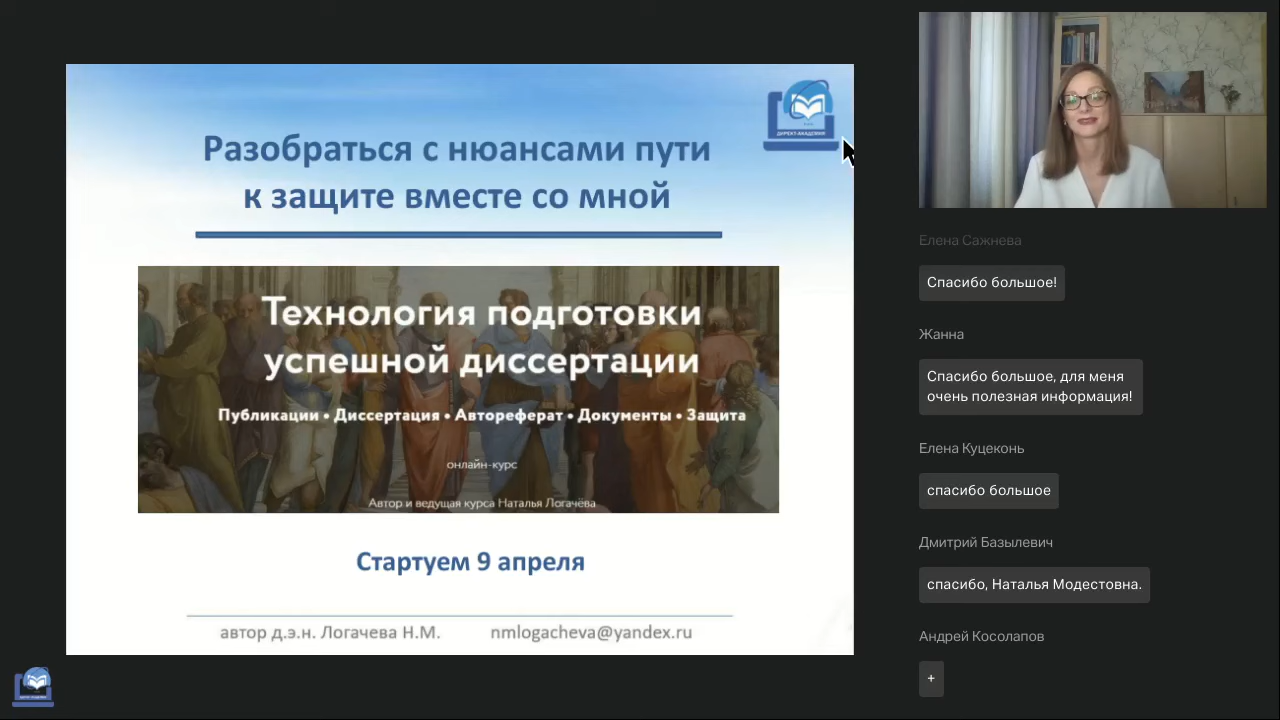 Разобраться с нюансами пути
к защите вместе со мной
ДИРЕКТ-АКАДЕМИЯ
Технология подготовки
успешной диссертации
Публикации • Диссертация • Автореферат • Документы • Защита
онлайн-курс
Автор и ведущая курса Наталья Логачёва
Стартуем 9 апреля
автор д.э.н. Логачева Н.М. nmlogacheva@yandex.ru
Елена Сажнева
Спасибо большое!
Жанна
Спасибо большое, для меня
очень полезная информация!
Елена Куцеконь
спасибо большое
Дмитрий Базылевич
спасибо, Наталья Модестовна.
Андрей Косолапов
+